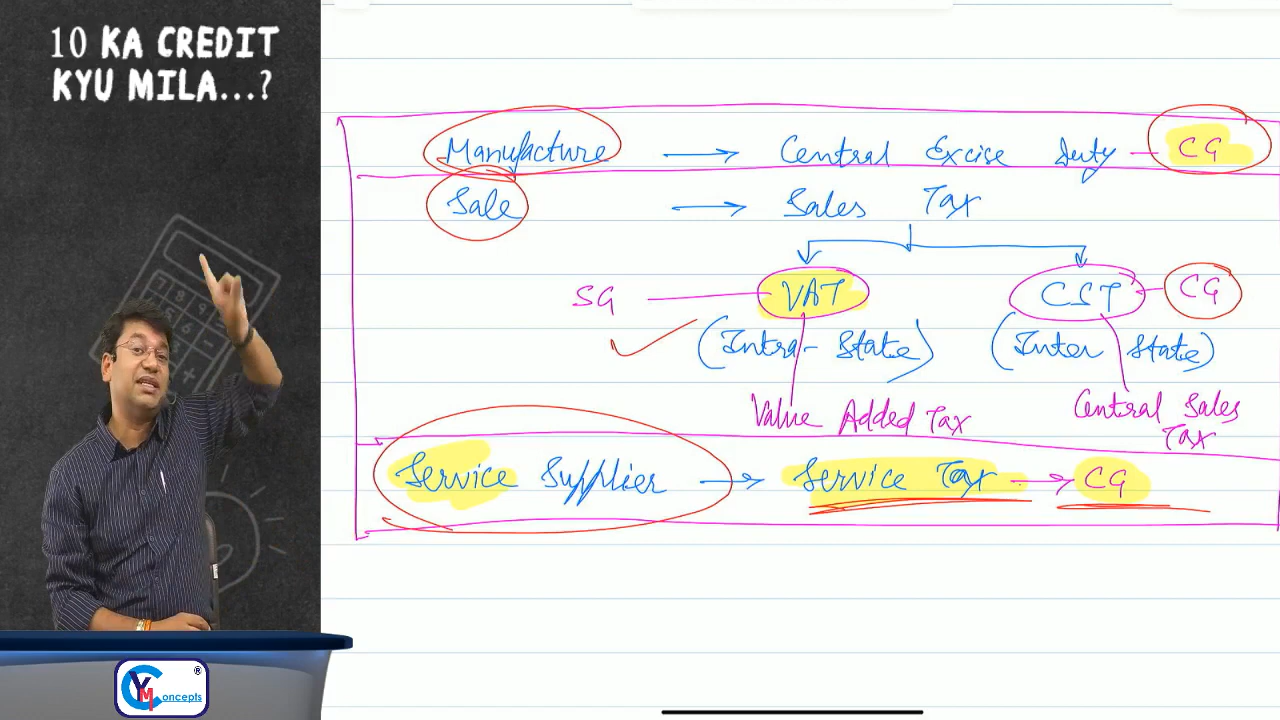 10 KA CREDIT
KYU MILA...?
Manufacture → Central Excise Duty – CG
Sale → Sales Tax
SG — VAT CST – CG
(Intra-State) (Inter State)
Value Added Tax Central Sales
Tax
Service Supplier → Service Tax → CG
YM Concepts ®